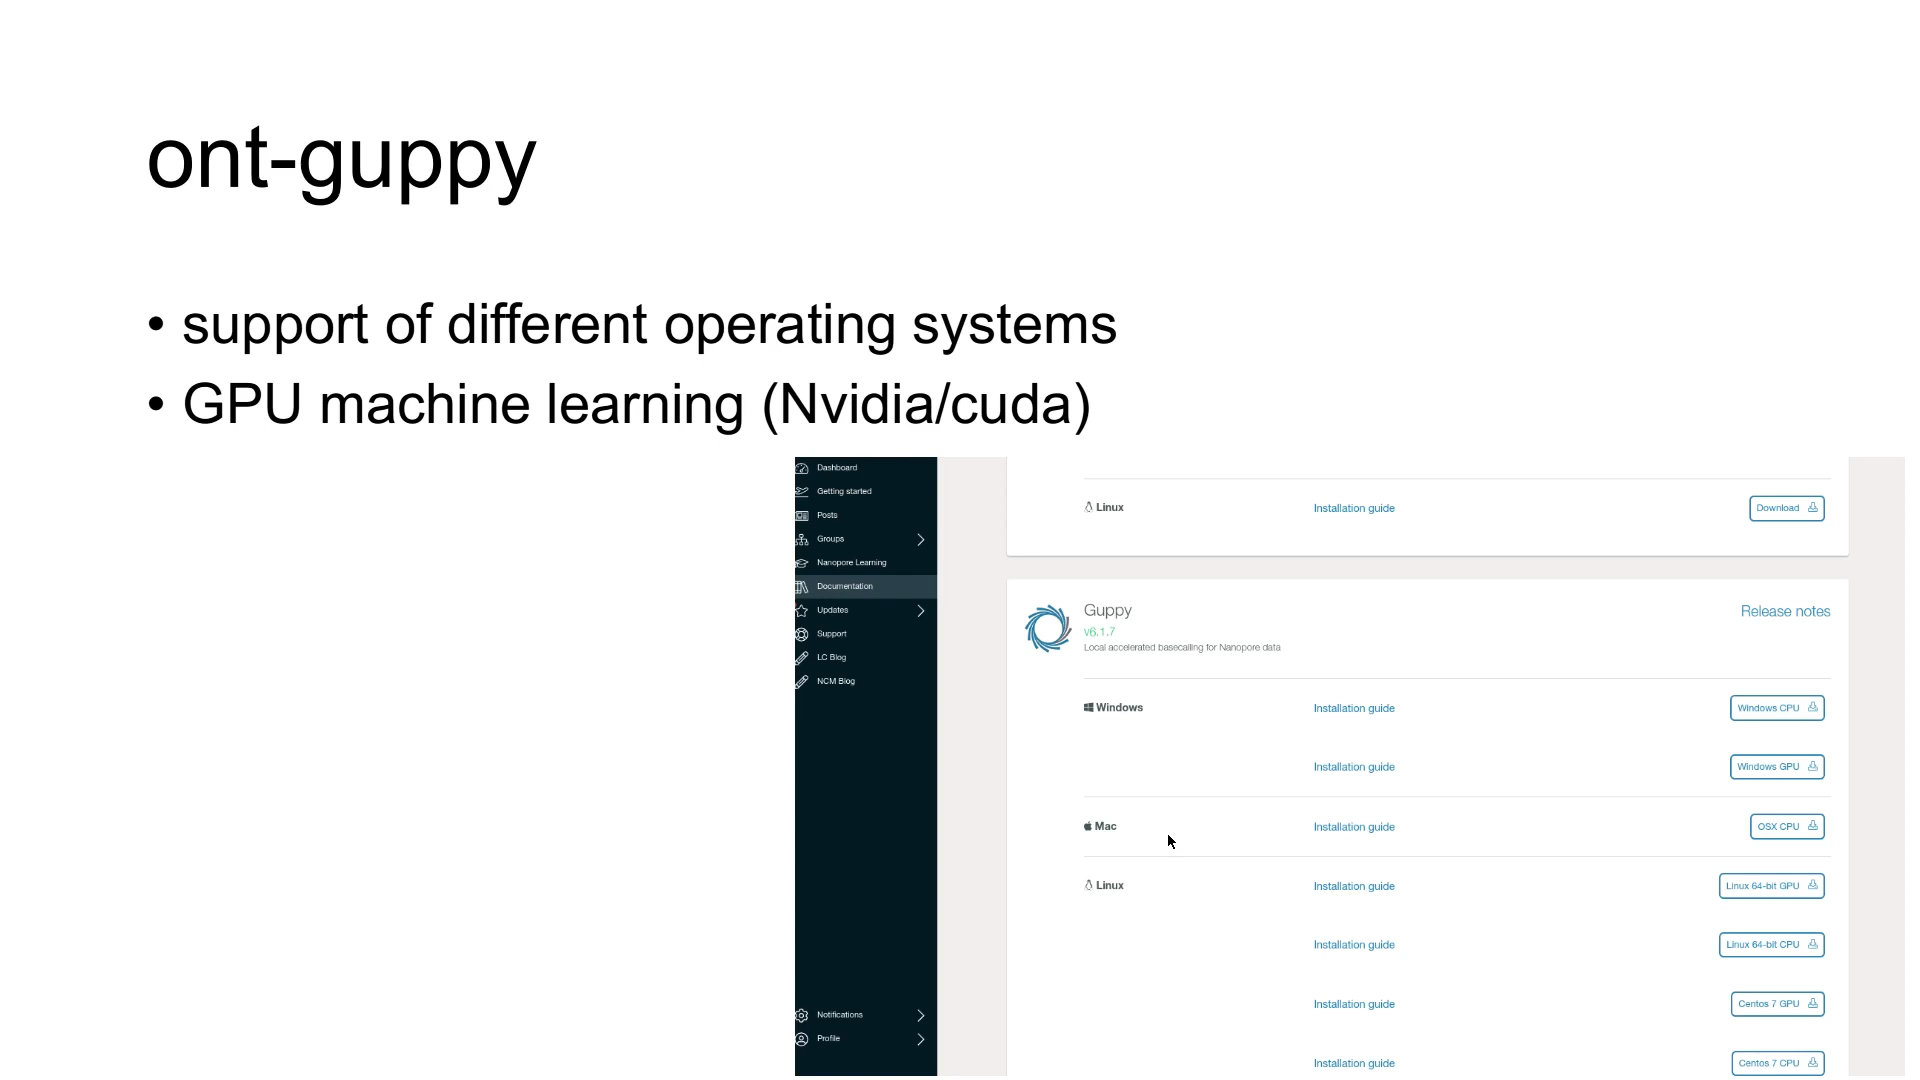 ont-guppy
• support of different operating systems
• GPU machine learning (Nvidia/cuda)
Dashboard
Getting started
Posts
Groups
Nanopore Learning
Documentation
Updates
Support
LC Blog
NCM Blog
Notifications
Profile
Linux Installation guide Download
Guppy Release notes
v6.1.7
Local accelerated basecalling for Nanopore data
Windows Installation guide Windows CPU
Installation guide Windows GPU
Mac Installation guide OSX CPU
Linux Installation guide Linux 64-bit GPU
Installation guide Linux 64-bit CPU
Installation guide Centos 7 GPU
Installation guide Centos 7 CPU